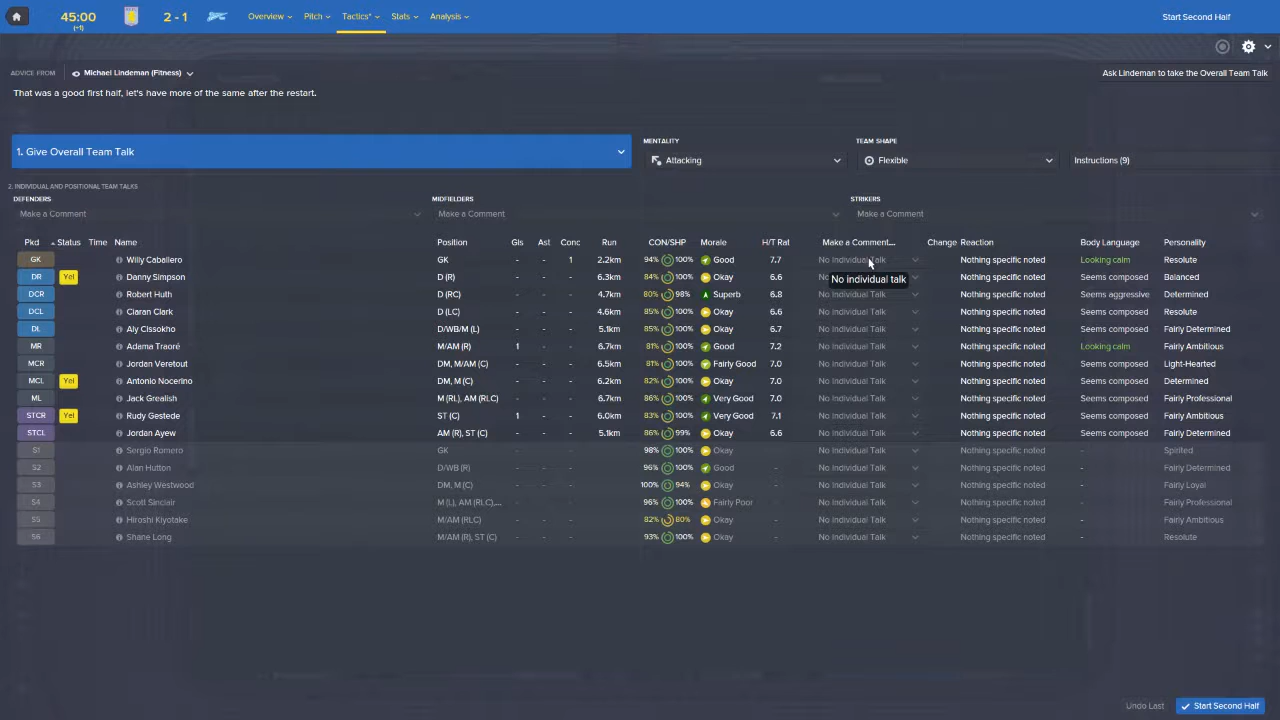 45:00
(+1)
2 - 1
Overview
Pitch
Tactics*
Stats
Analysis
Start Second Half
ADVICE FROM
Michael Lindeman (Fitness)
Ask Lindeman to take the Overall Team Talk
That was a good first half, let's have more of the same after the restart.
1. Give Overall Team Talk
MENTALITY
Attacking
TEAM SHAPE
Flexible
Instructions (9)
2. INDIVIDUAL AND POSITIONAL TEAM TALKS
DEFENDERS
Make a Comment
MIDFIELDERS
Make a Comment
STRIKERS
Make a Comment
Pkd Status Time Name Position Gls Ast Conc Run CON/SHP Morale H/T Rat Make a Comment... Change Reaction Body Language Personality
GK Willy Caballero GK - - 1 2.2km 94% 100% Good 7.7 No Individual Talk Nothing specific noted Looking calm Resolute
DR Yel Danny Simpson D (R) - - - 6.3km 84% 100% Okay 6.6 No individual talk Nothing specific noted Seems composed Balanced
DCR Robert Huth D (RC) - - - 4.7km 80% 98% Superb 6.8 No Individual Talk Nothing specific noted Seems aggressive Determined
DCL Ciaran Clark D (LC) - - - 4.6km 85% 100% Okay 6.6 No Individual Talk Nothing specific noted Seems composed Resolute
DL Aly Cissokho D/WB/M (L) - - - 5.1km 85% 100% Okay 6.7 No Individual Talk Nothing specific noted Seems composed Fairly Determined
MR Adama Traoré M/AM (R) 1 - - 6.7km 81% 100% Good 7.2 No Individual Talk Nothing specific noted Looking calm Fairly Ambitious
MCR Jordan Veretout DM, M/AM (C) - - - 6.5km 81% 100% Fairly Good 7.0 No Individual Talk Nothing specific noted Seems composed Light-Hearted
MCL Yel Antonio Nocerino DM, M (C) - - - 6.2km 82% 100% Okay 7.0 No Individual Talk Nothing specific noted Seems composed Determined
ML Jack Grealish M (RL), AM (RLC) - - - 6.7km 86% 100% Very Good 7.0 No Individual Talk Nothing specific noted Seems composed Fairly Professional
STCR Yel Rudy Gestede ST (C) 1 - - 6.0km 83% 100% Very Good 7.1 No Individual Talk Nothing specific noted Seems composed Fairly Ambitious
STCL Jordan Ayew AM (R), ST (C) - - - 5.1km 86% 99% Okay 6.6 No Individual Talk Nothing specific noted Seems composed Fairly Determined
S1 Sergio Romero GK 98% 100% Okay No Individual Talk Nothing specific noted - Spirited
S2 Alan Hutton D/WB (R) 96% 100% Good - No Individual Talk Nothing specific noted - Fairly Determined
S3 Ashley Westwood DM, M (C) 100% 94% Okay - No Individual Talk Nothing specific noted - Fairly Loyal
S4 Scott Sinclair M (L), AM (RLC),... 96% 100% Fairly Poor - No Individual Talk Nothing specific noted - Fairly Professional
S5 Hiroshi Kiyotake M/AM (RLC) 82% 80% Okay - No Individual Talk Nothing specific noted - Fairly Ambitious
S6 Shane Long M/AM (R), ST (C) 93% 100% Okay - No Individual Talk Nothing specific noted - Resolute
Undo Last
Start Second Half